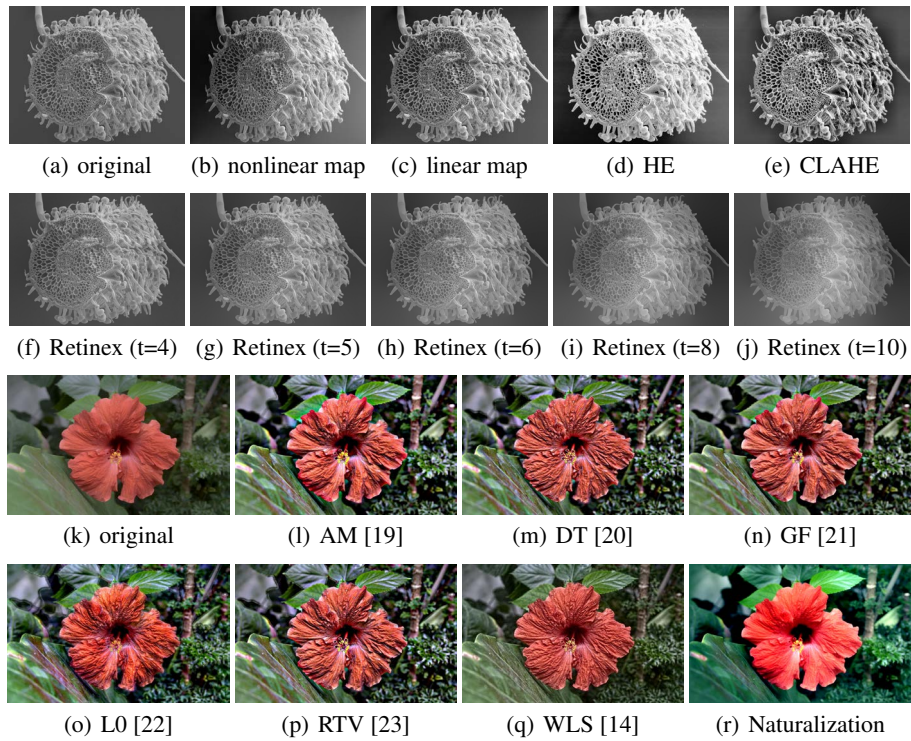 (a) original
(b) nonlinear map
(c) linear map
(d) HE
(e) CLAHE
(f) Retinex (t=4)
(g) Retinex (t=5)
(h) Retinex (t=6)
(i) Retinex (t=8)
(j) Retinex (t=10)
(k) original
(l) AM [19]
(m) DT [20]
(n) GF [21]
(o) L0 [22]
(p) RTV [23]
(q) WLS [14]
(r) Naturalization